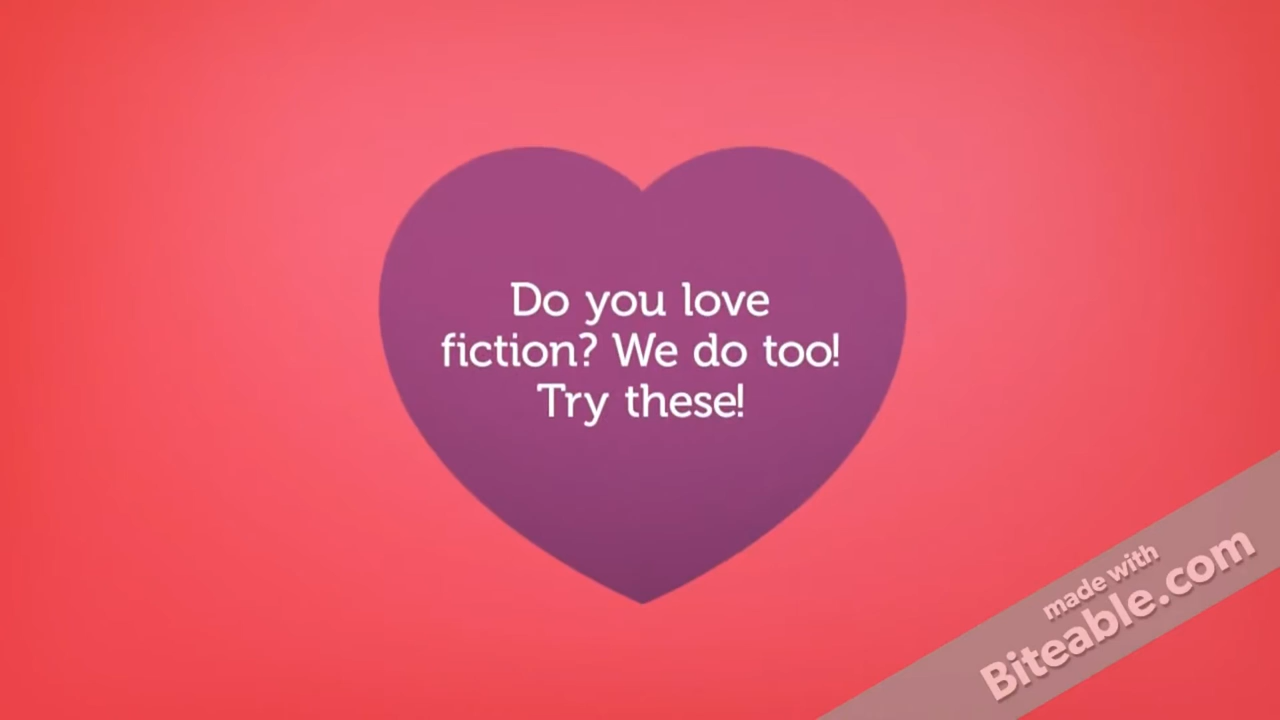 Do you love
fiction? We do too!
Try these!
made with
Biteable.com